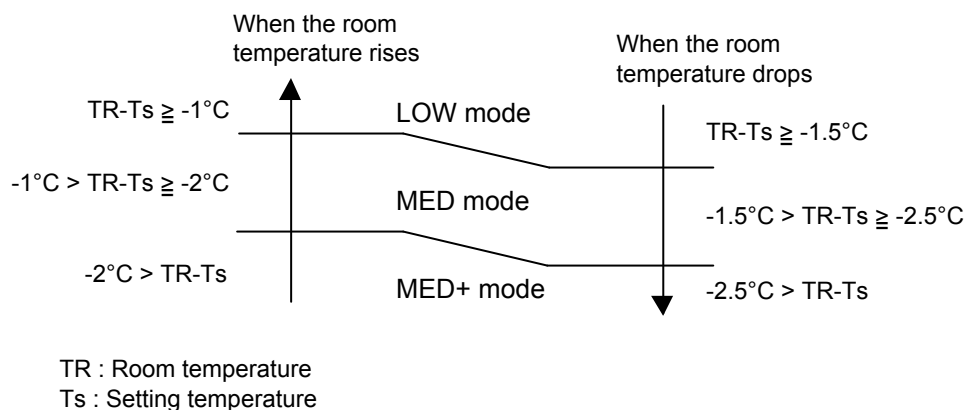 When the room
temperature rises
When the room
temperature drops
TR-Ts ≧ -1°C
LOW mode
TR-Ts ≧ -1.5°C
-1°C > TR-Ts ≧ -2°C
MED mode
-1.5°C > TR-Ts ≧ -2.5°C
-2°C > TR-Ts
MED+ mode
-2.5°C > TR-Ts
TR : Room temperature
Ts : Setting temperature